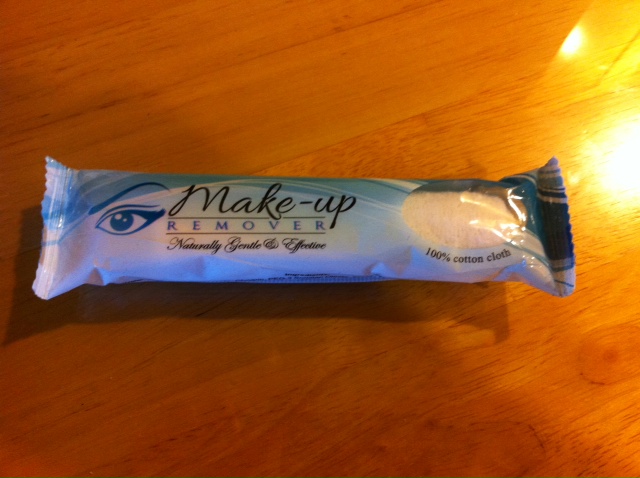 Make-up
REMOVER
Naturally Gentle & Effective
100% cotton cloth